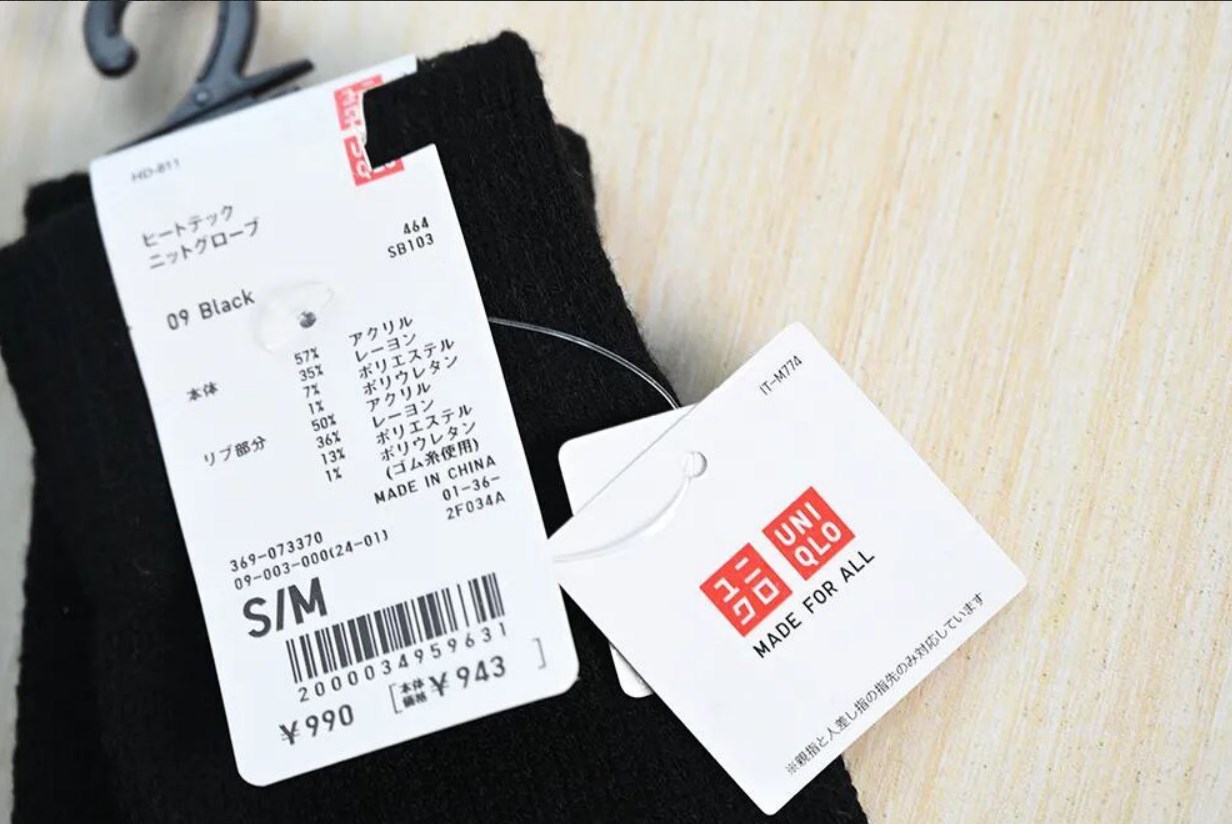 HD-811
ヒートテック
ニットグローブ
464
SB103
09 Black
本体
57% アクリル
35% レーヨン
7% ポリエステル
1% ポリウレタン
リブ部分
50% アクリル
36% レーヨン
13% ポリエステル
1% ポリウレタン
(ゴム糸使用)
MADE IN CHINA
01-36-
2F034A
369-073370
09-003-000(24-01)
S/M
2000034959631
¥990 [本体価格 ¥943]
IT-M774
ユニ
クロ
UNI
QLO
MADE FOR ALL
※親指と人差し指の指先のみ対応しています